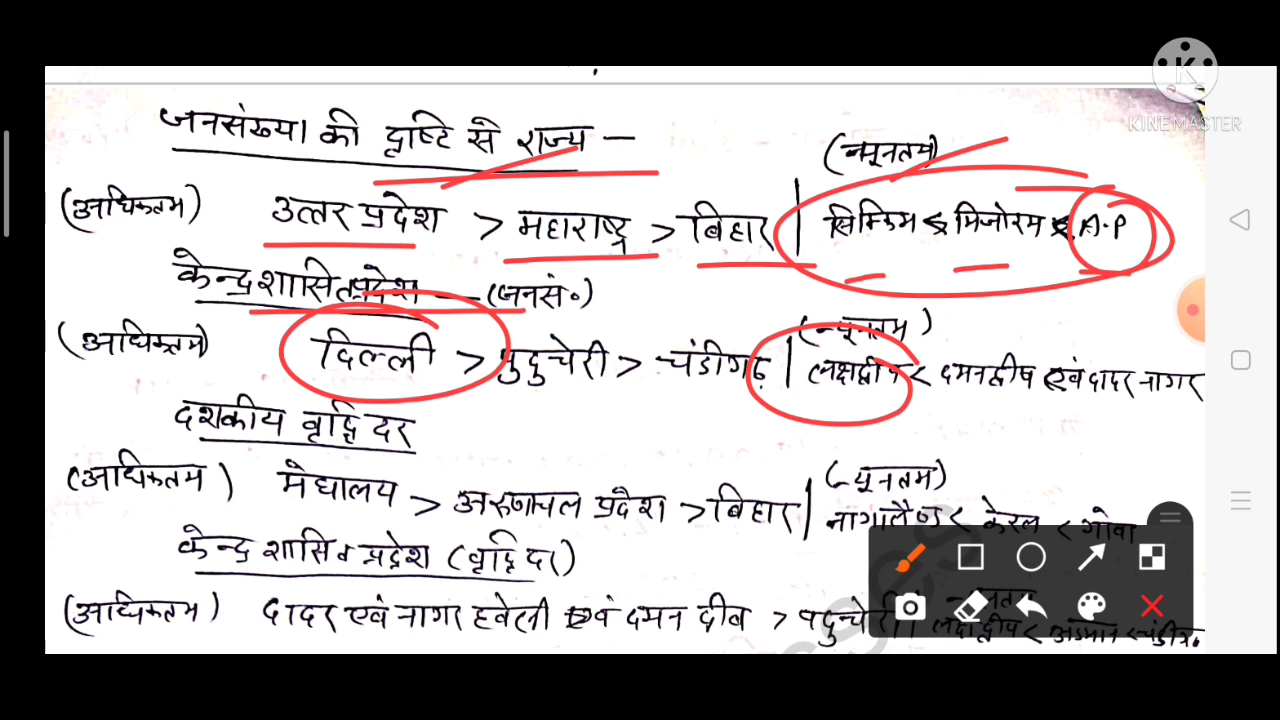 KINEMASTER
जनसंख्या की दृष्टि से राज्य —
(न्यूनतम)
(अधिकतम) उत्तर प्रदेश > महाराष्ट्र > बिहार | सिक्किम < मिजोरम < A.P
केन्द्रशासित प्रदेश — (जनसं०)
(अधिकतम) दिल्ली > पुदुचेरी > चंडीगढ़ | (न्यूनतम)
लक्षद्वीप < दमनद्वीप एवं दादर नागर
दशकीय वृद्धि दर
(अधिकतम) मेघालय > अरुणाचल प्रदेश > बिहार | (न्यूनतम)
नागालैण्ड < केरल < गोवा
केन्द्र शासित प्रदेश (वृद्धि दर)
(अधिकतम) दादर एवं नागर हवेली एवं दमन दीव > पदुन्चेरी |
लक्षद्वीप < अंडमान <